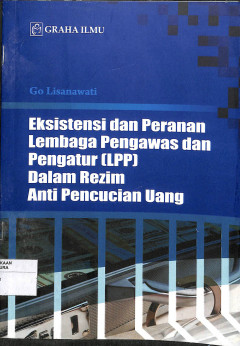 GRAHA ILMU
Go Lisanawati
Eksistensi dan Peranan
Lembaga Pengawas dan
Pengatur (LPP)
Dalam Rezim
Anti Pencucian Uang